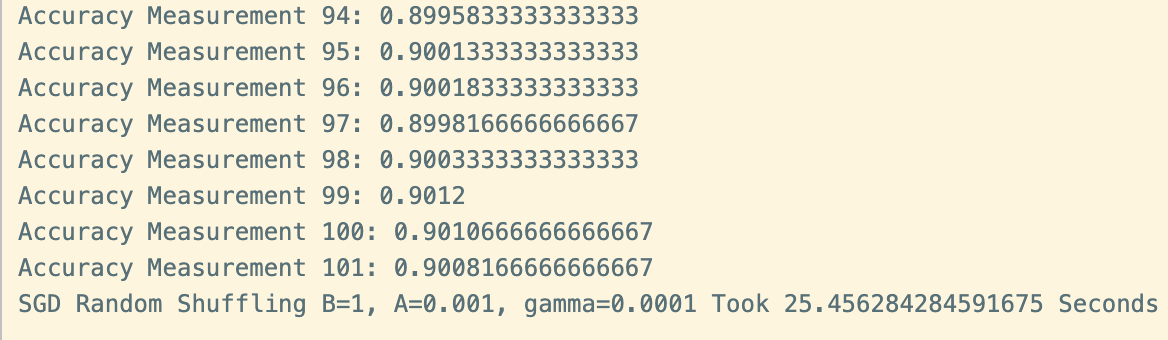 Accuracy Measurement 94: 0.8995833333333333
Accuracy Measurement 95: 0.9001333333333333
Accuracy Measurement 96: 0.9001833333333333
Accuracy Measurement 97: 0.8998166666666667
Accuracy Measurement 98: 0.9003333333333333
Accuracy Measurement 99: 0.9012
Accuracy Measurement 100: 0.9010666666666667
Accuracy Measurement 101: 0.9008166666666667
SGD Random Shuffling B=1, A=0.001, gamma=0.0001 Took 25.456284284591675 Seconds